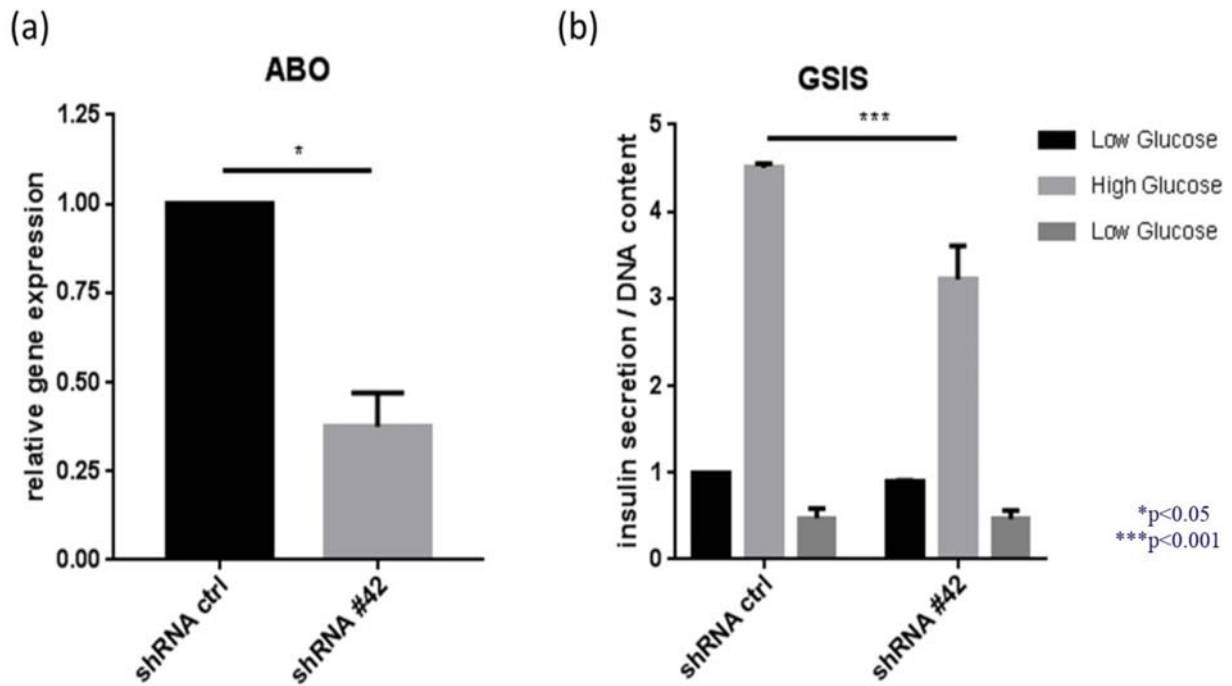 (a)
ABO
relative gene expression
1.25
1.00
0.75
0.50
0.25
0.00
*
shRNA ctrl
shRNA #42
(b)
GSIS
insulin secretion / DNA content
5
4
3
2
1
0
***
shRNA ctrl
shRNA #42
Low Glucose
High Glucose
Low Glucose
*p<0.05
***p<0.001